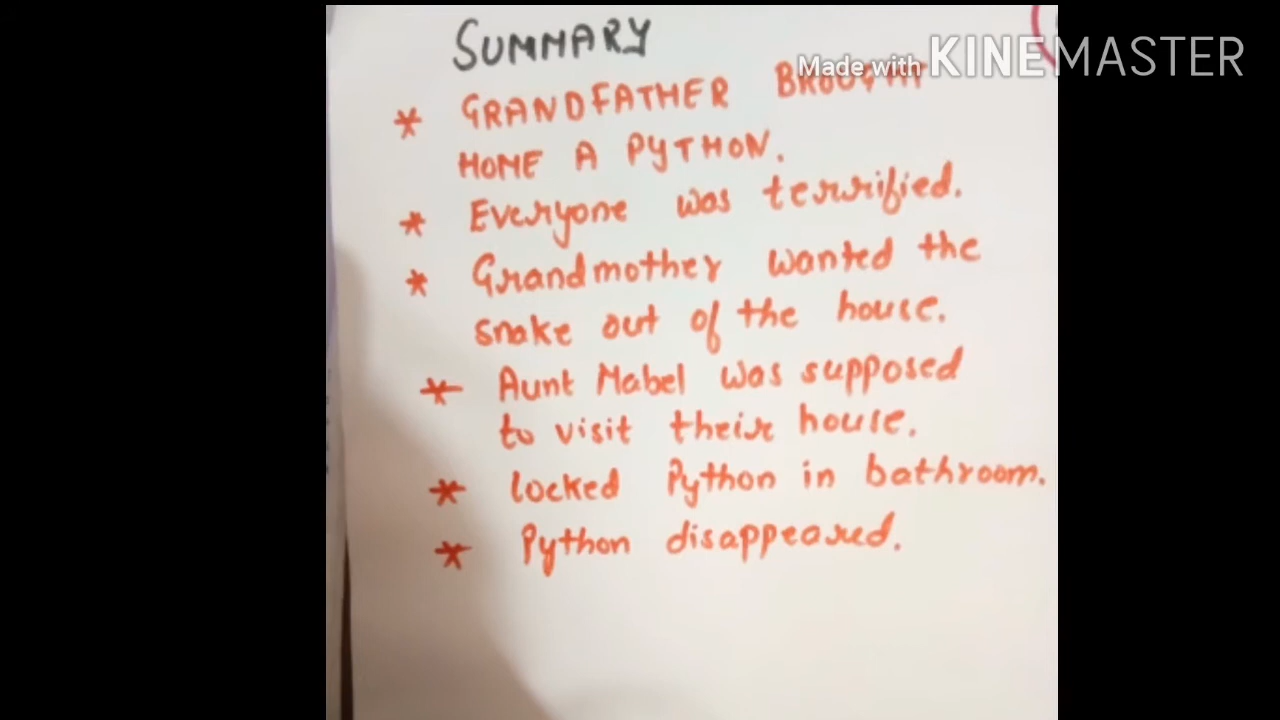 SUMMARY
Made with KINEMASTER
* GRANDFATHER BROUGHT
HOME A PYTHON.
* Everyone was terrified.
* Grandmother wanted the
snake out of the house.
* Aunt Mabel was supposed
to visit their house.
* locked Python in bathroom.
* Python disappeared.